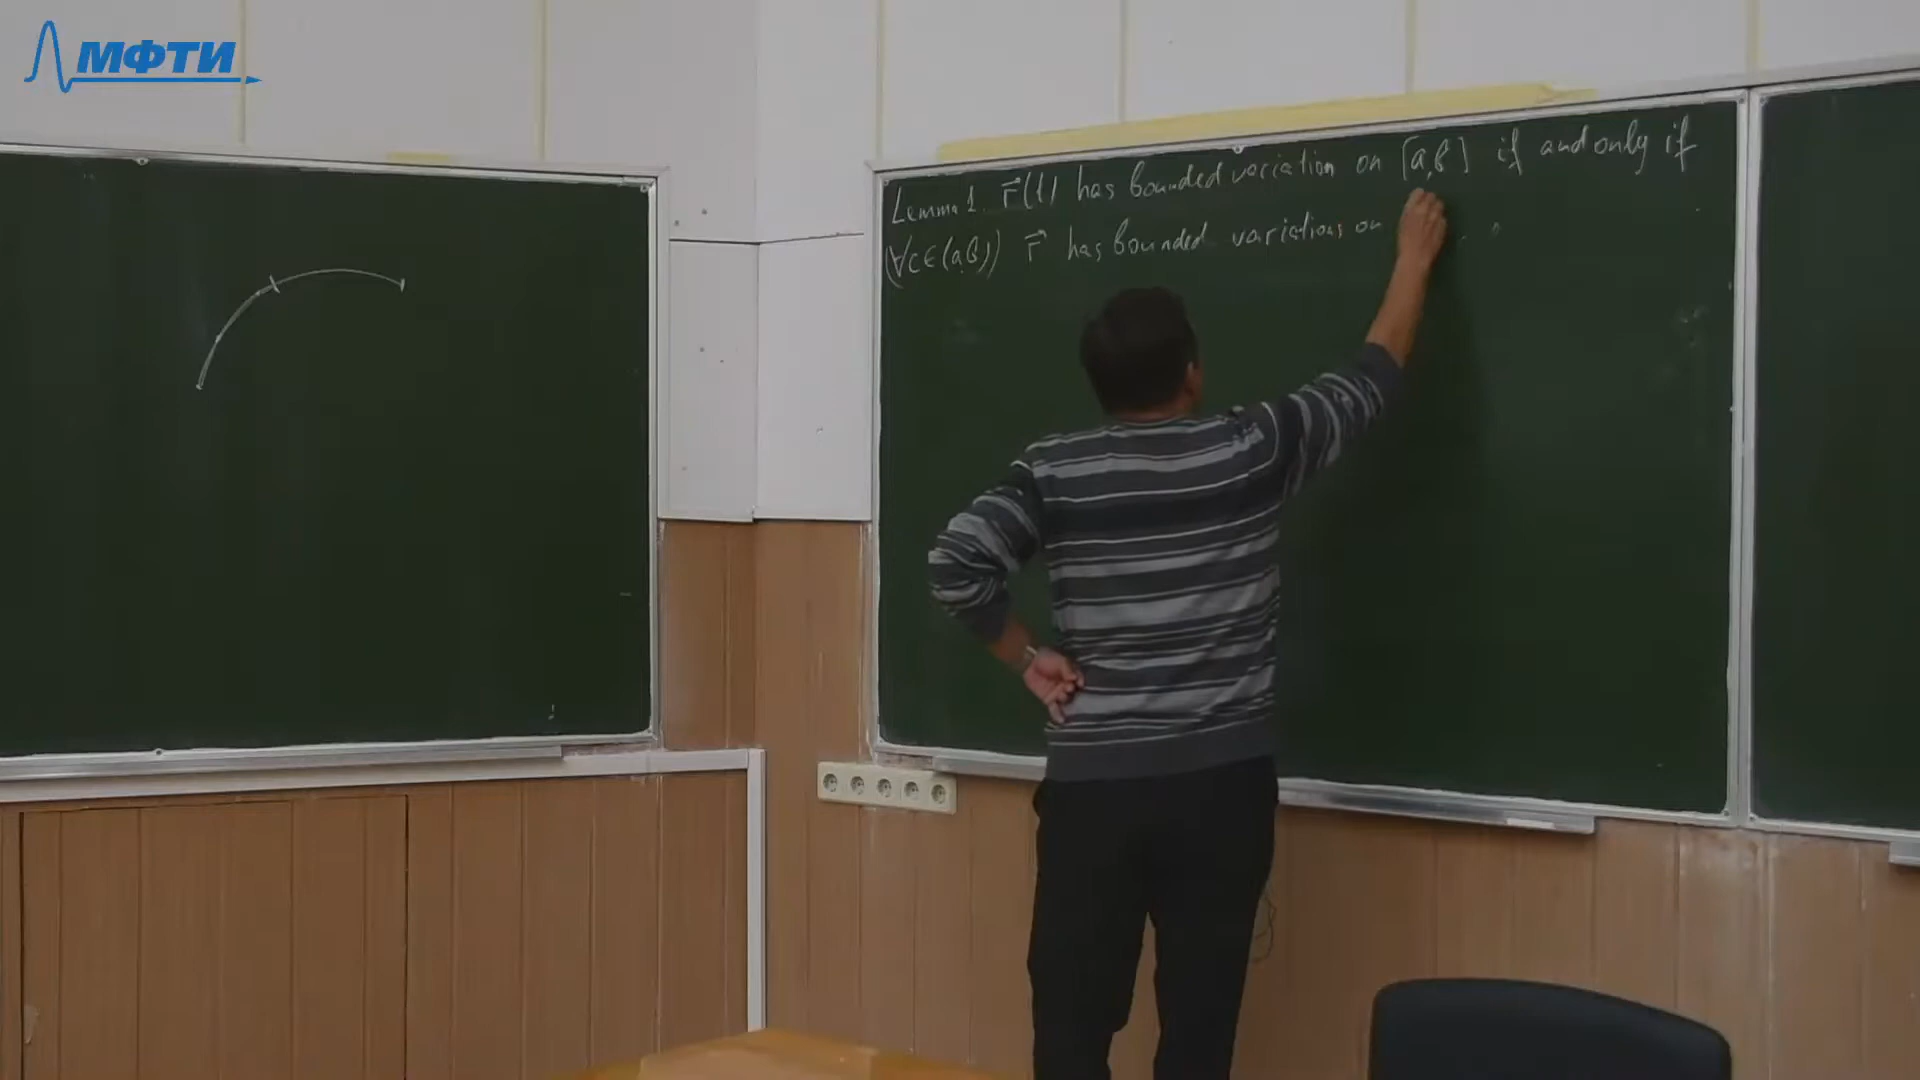 МФТИ
Lemma 1. r⃗(t) has bounded variation on [a,b] if and only if
(∀c∈(a,b)) r⃗ has bounded variations on